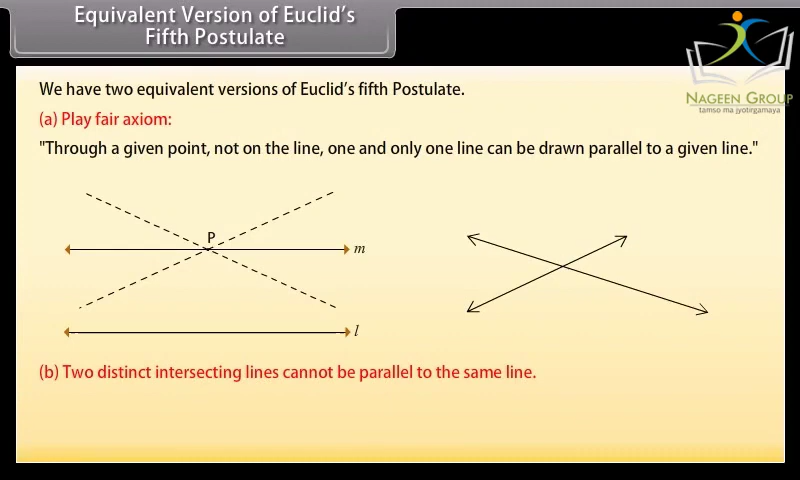 Equivalent Version of Euclid's
Fifth Postulate
NAGEEN GROUP
tamso ma jyotirgamaya
We have two equivalent versions of Euclid's fifth Postulate.
(a) Play fair axiom:
"Through a given point, not on the line, one and only one line can be drawn parallel to a given line."
P
m
l
(b) Two distinct intersecting lines cannot be parallel to the same line.